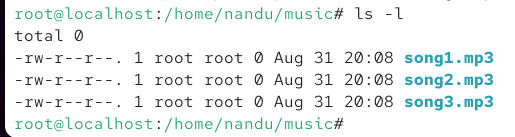 root@localhost:/home/nandu/music# ls -l
total 0
-rw-r--r--. 1 root root 0 Aug 31 20:08 song1.mp3
-rw-r--r--. 1 root root 0 Aug 31 20:08 song2.mp3
-rw-r--r--. 1 root root 0 Aug 31 20:08 song3.mp3
root@localhost:/home/nandu/music#